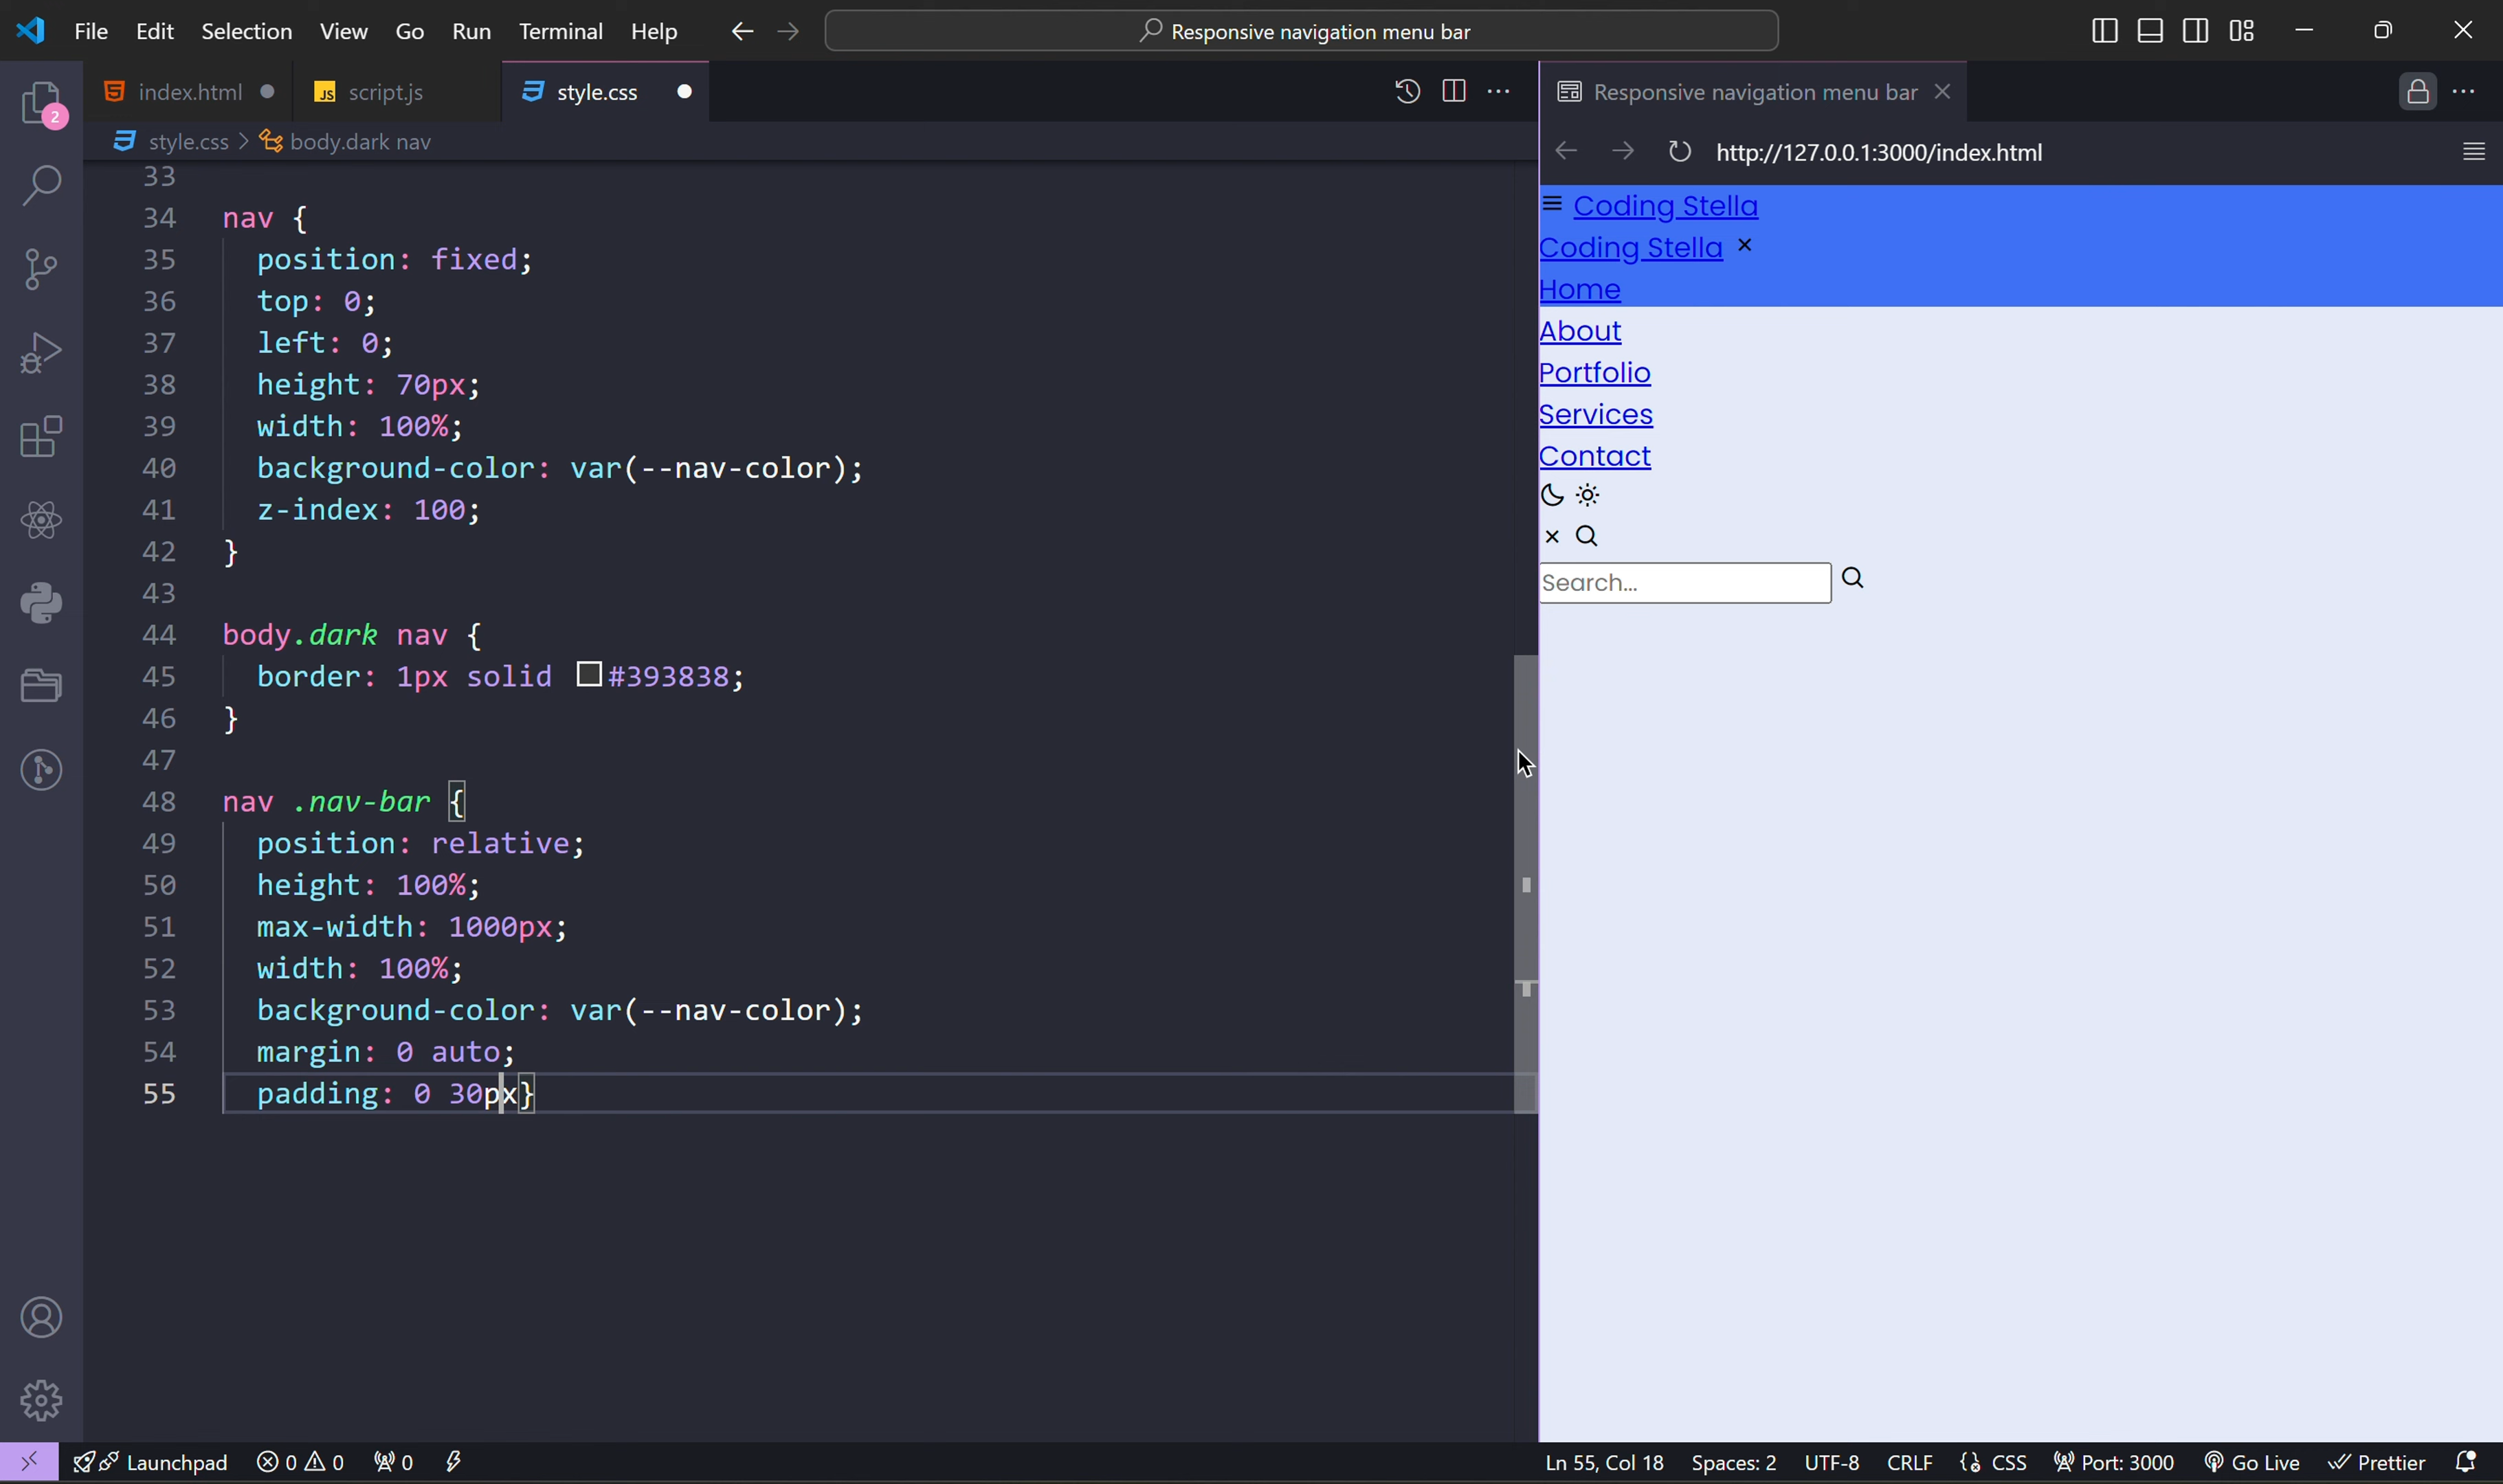 File Edit Selection View Go Run Terminal Help Responsive navigation menu bar
index.html script.js style.css
Responsive navigation menu bar
style.css > body.dark nav
http://127.0.0.1:3000/index.html
2
33
34 nav {
35 position: fixed;
36 top: 0;
37 left: 0;
38 height: 70px;
39 width: 100%;
40 background-color: var(--nav-color);
41 z-index: 100;
42 }
43
44 body.dark nav {
45 border: 1px solid #393838;
46 }
47
48 nav .nav-bar {
49 position: relative;
50 height: 100%;
51 max-width: 1000px;
52 width: 100%;
53 background-color: var(--nav-color);
54 margin: 0 auto;
55 padding: 0 30px}
Coding Stella
Coding Stella
Home
About
Portfolio
Services
Contact
Search...
Launchpad 0 0 0 Ln 55, Col 18 Spaces: 2 UTF-8 CRLF CSS Port: 3000 Go Live Prettier